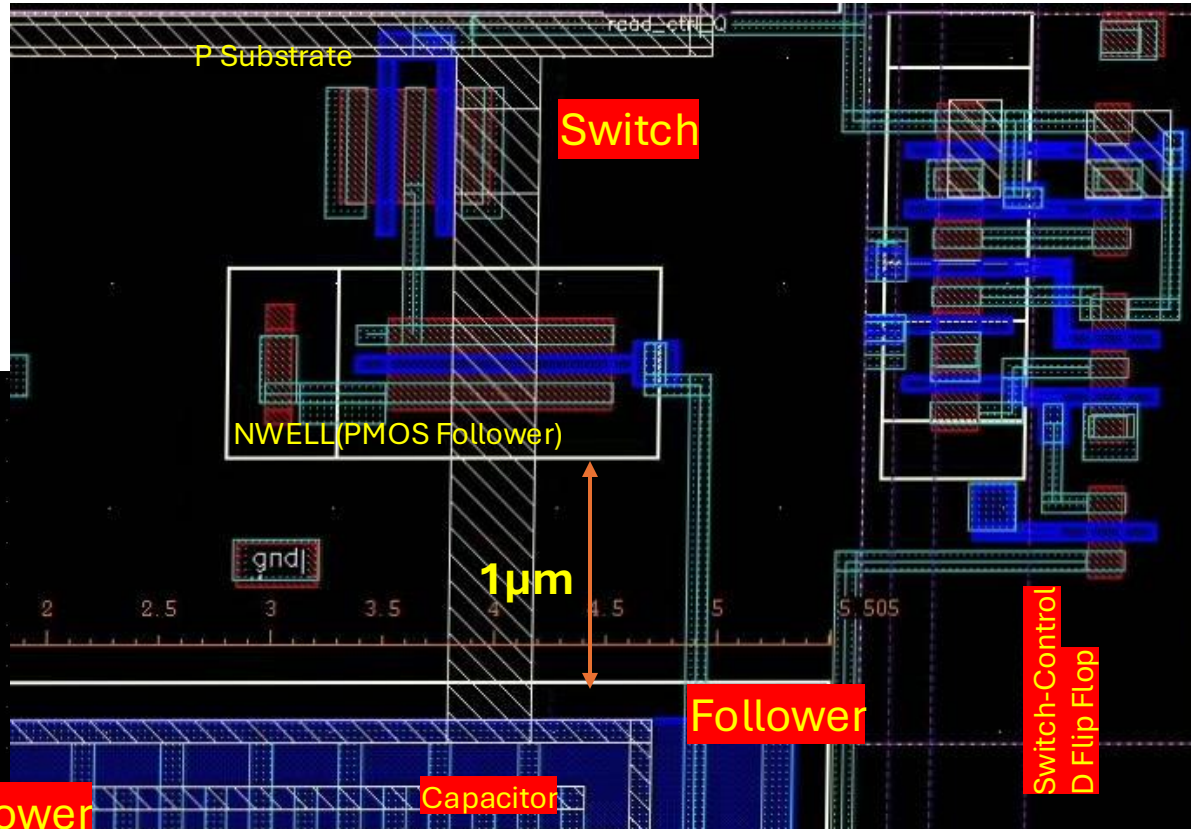 read_ctrl_Q
P Substrate
Switch
NWELL(PMOS Follower)
gnd
1μm
2 2.5 3 3.5 4 4.5 5 5.505
Follower
Switch-Control
D Flip Flop
Capacitor
ower